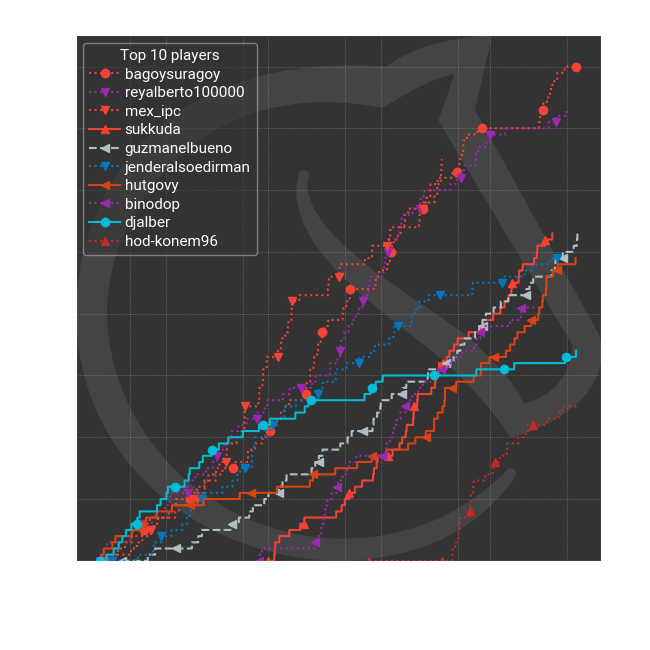 Top 10 players
bagoysuragoy
reyalberto100000
mex_ipc
sukkuda
guzmanelbueno
jenderalsoedirman
hutgovy
binodop
djalber
hod-konem96